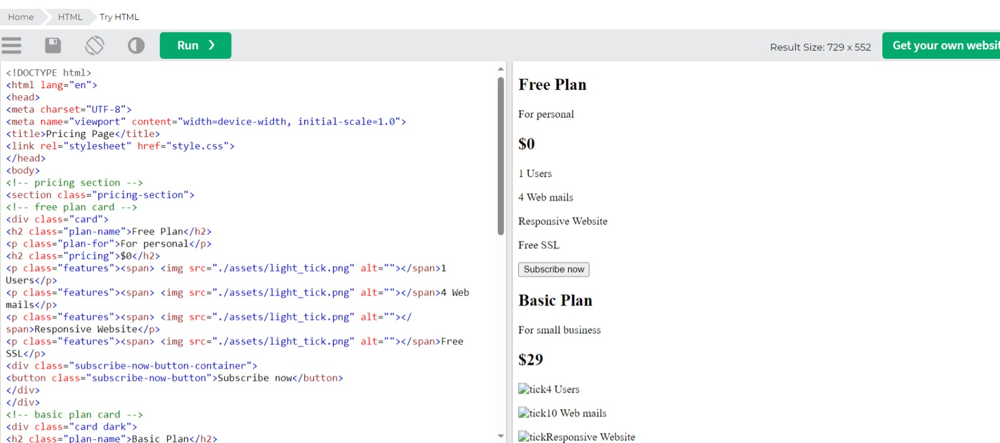 Home HTML Try HTML
Run ❯ Result Size: 729 x 552 Get your own websit
<!DOCTYPE html>
<html lang="en">
<head>
<meta charset="UTF-8">
<meta name="viewport" content="width=device-width, initial-scale=1.0">
<title>Pricing Page</title>
<link rel="stylesheet" href="style.css">
</head>
<body>
<!-- pricing section -->
<section class="pricing-section">
<!-- free plan card -->
<div class="card">
<h2 class="plan-name">Free Plan</h2>
<p class="plan-for">For personal</p>
<h2 class="pricing">$0</h2>
<p class="features"><span> <img src="./assets/light_tick.png" alt=""></span>1
Users</p>
<p class="features"><span> <img src="./assets/light_tick.png" alt=""></span>4 Web
mails</p>
<p class="features"><span> <img src="./assets/light_tick.png" alt=""></
span>Responsive Website</p>
<p class="features"><span> <img src="./assets/light_tick.png" alt=""></span>Free
SSL</p>
<div class="subscribe-now-button-container">
<button class="subscribe-now-button">Subscribe now</button>
</div>
</div>
<!-- basic plan card -->
<div class="card dark">
<h2 class="plan-name">Basic Plan</h2>
Free Plan
For personal
$0
1 Users
4 Web mails
Responsive Website
Free SSL
Subscribe now
Basic Plan
For small business
$29
tick4 Users
tick10 Web mails
tickResponsive Website